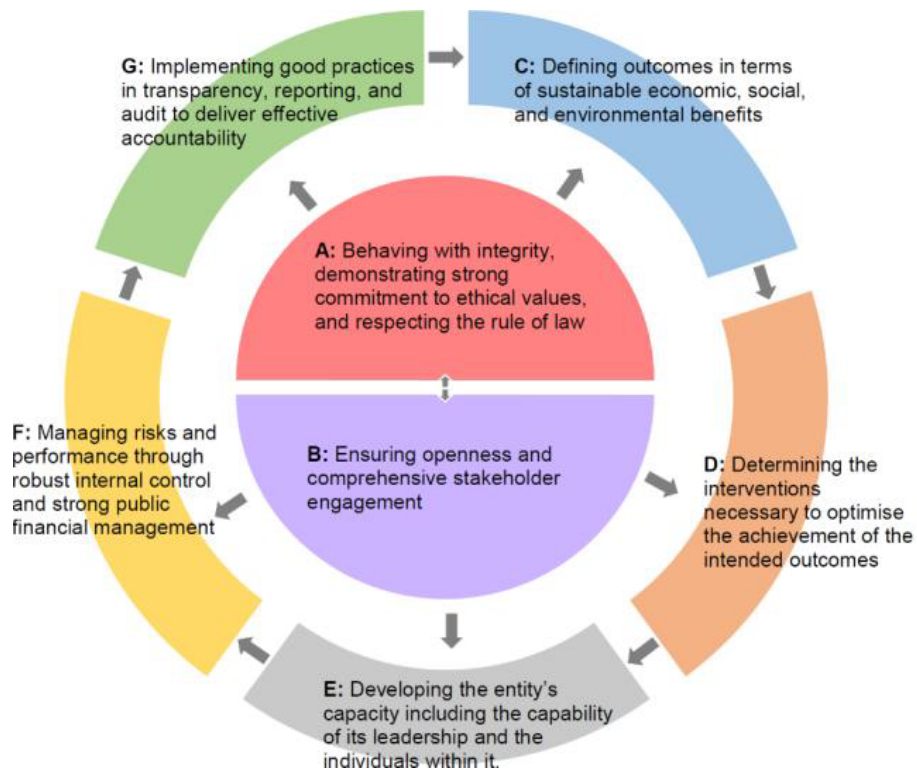 G: Implementing good practices
in transparency, reporting, and
audit to deliver effective
accountability
C: Defining outcomes in terms
of sustainable economic, social,
and environmental benefits
A: Behaving with integrity,
demonstrating strong
commitment to ethical values,
and respecting the rule of law
B: Ensuring openness and
comprehensive stakeholder
engagement
F: Managing risks and
performance through
robust internal control
and strong public
financial management
D: Determining the
interventions
necessary to optimise
the achievement of the
intended outcomes
E: Developing the entity's
capacity including the capability
of its leadership and the
individuals within it.